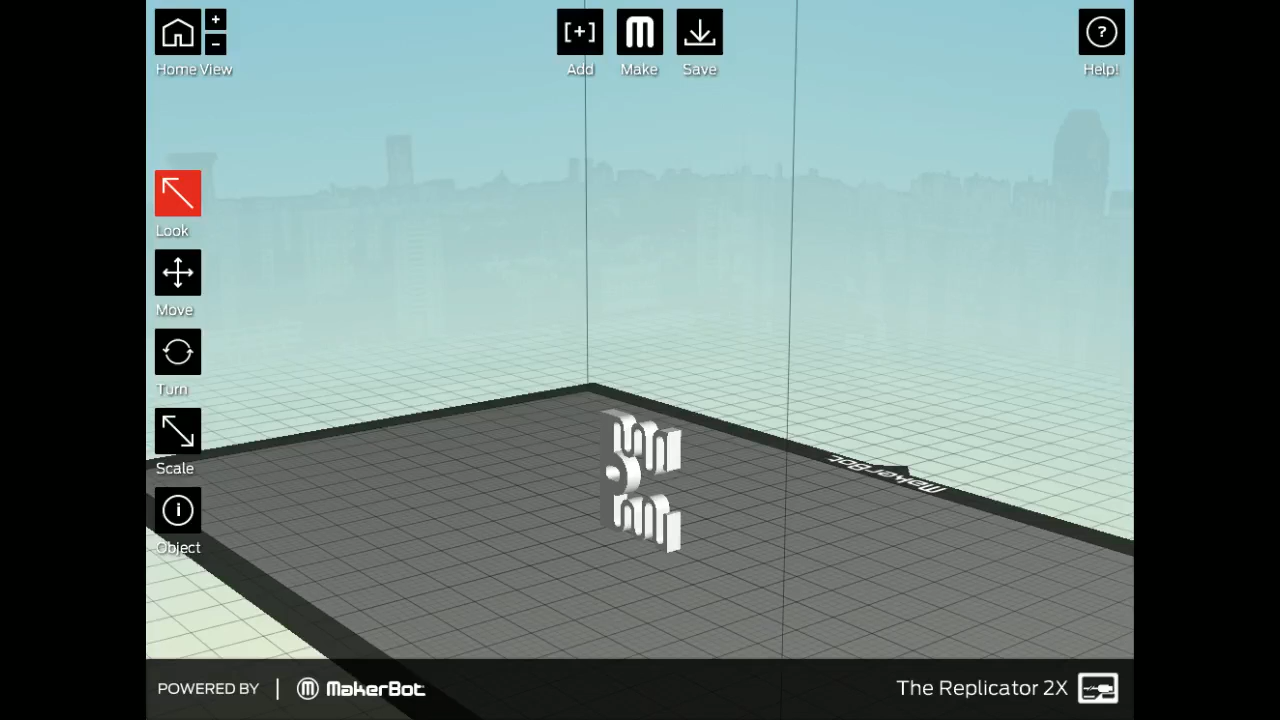 +
−
[+]
M
?
Home View
Add
Make
Save
Help!
Look
Move
Turn
Scale
i
Object
MakerBot
POWERED BY | M MakerBot
The Replicator 2X